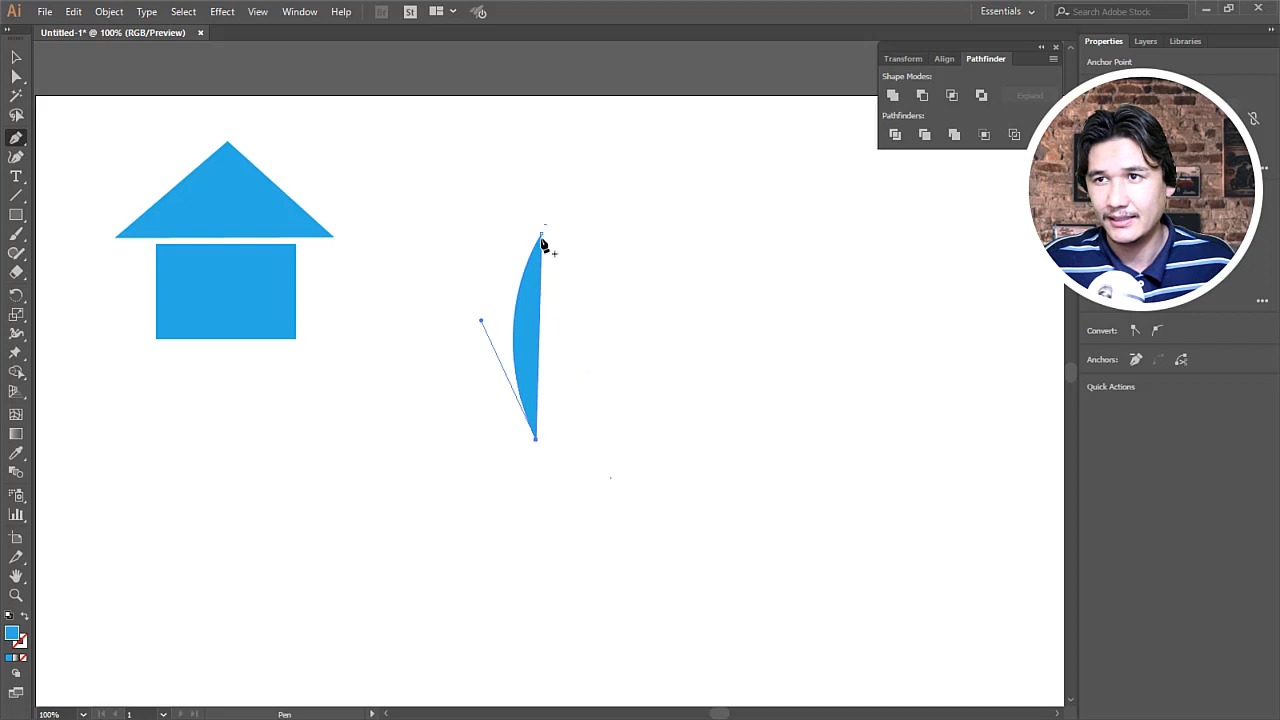 Ai File Edit Object Type Select Effect View Window Help Br St Essentials Search Adobe Stock
Untitled-1* @ 100% (RGB/Preview)
Properties Layers Libraries
Transform Align Pathfinder
Anchor Point
Shape Modes:
Expand
Pathfinders:
Convert:
Anchors:
Quick Actions
100% 1 Pen